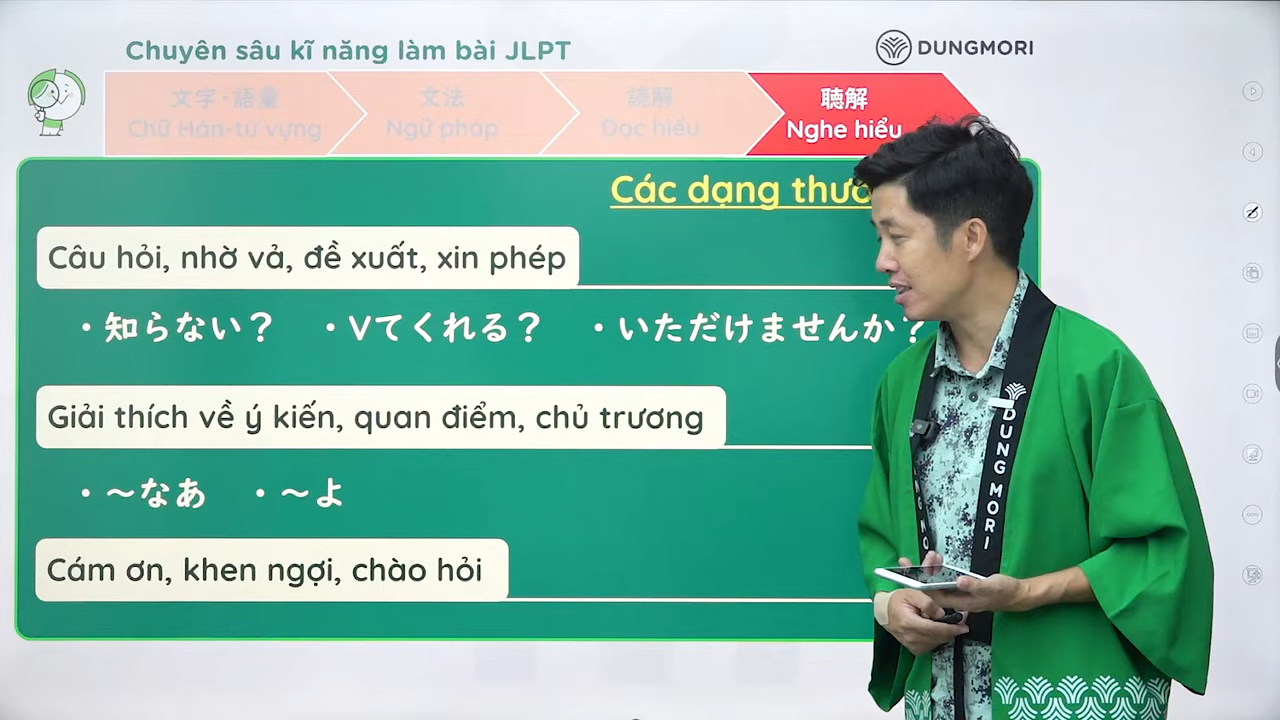 Chuyên sâu kĩ năng làm bài JLPT
DUNGMORI
文字・語彙
Chữ Hán-từ vựng
文法
Ngữ pháp
読解
Đọc hiểu
聴解
Nghe hiểu
Các dạng
Câu hỏi, nhờ vả, đề xuất, xin phép
・知らない？ ・Vてくれる？ ・いただけませんか？
Giải thích về ý kiến, quan điểm, chủ trương
・～なあ ・～よ
Cám ơn, khen ngợi, chào hỏi
DUNG MORI